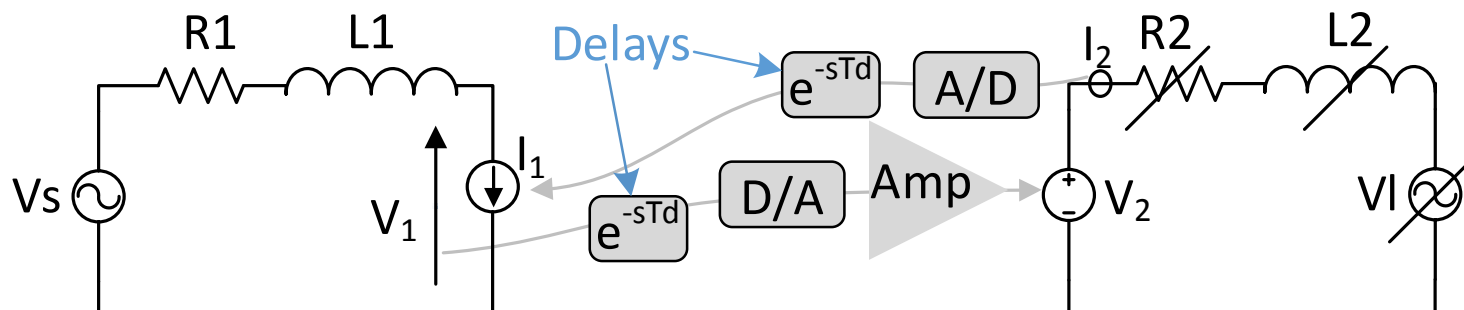 R1
L1
Delays
e-sTd
A/D
I2
R2
L2
Vs
V1
I1
e-sTd
D/A
Amp
V2
Vl